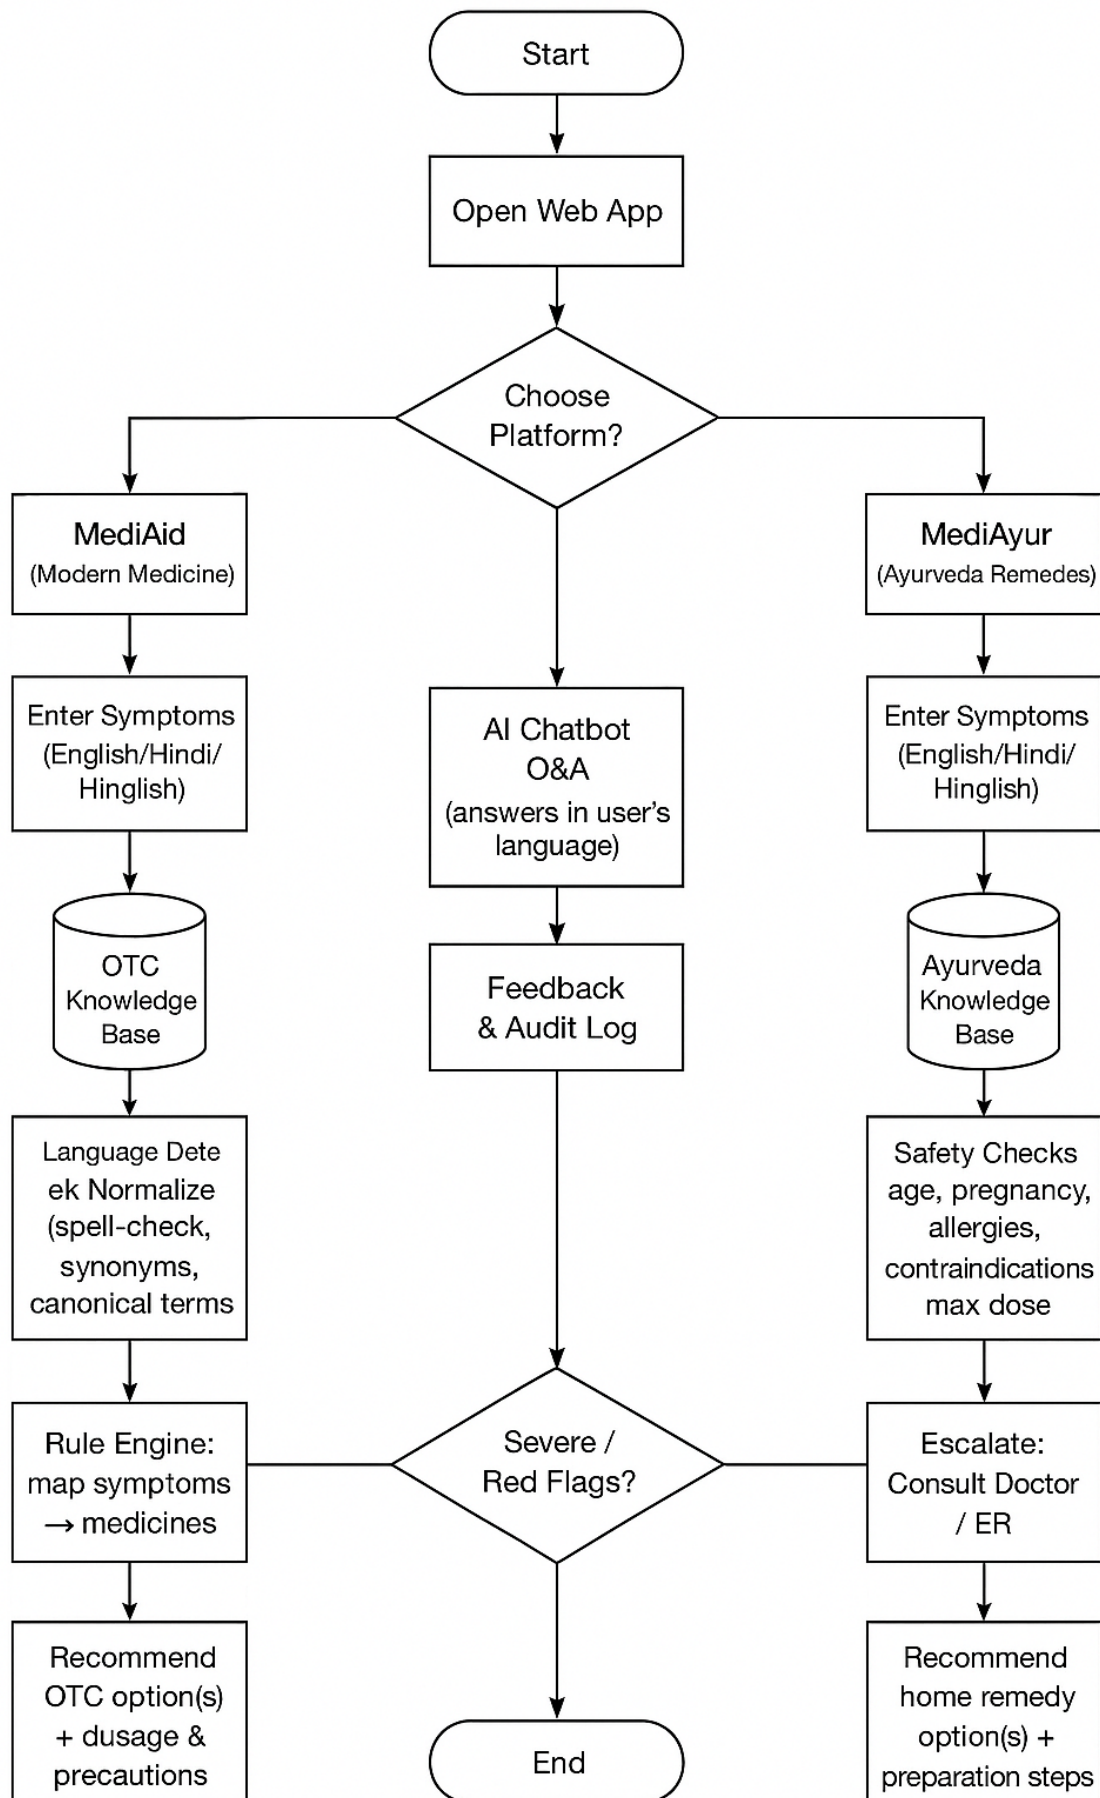 Start
Open Web App
Choose
Platform?
MediAid
(Modern Medicine)
MediAyur
(Ayurveda Remedes)
Enter Symptoms
(English/Hindi/
Hinglish)
AI Chatbot
O&A
(answers in user's
language)
Enter Symptoms
(English/Hindi/
Hinglish)
OTC
Knowledge
Base
Feedback
& Audit Log
Ayurveda
Knowledge
Base
Language Dete
ek Normalize
(spell-check,
synonyms,
canonical terms
Safety Checks
age, pregnancy,
allergies,
contraindications
max dose
Rule Engine:
map symptoms
→ medicines
Severe /
Red Flags?
Escalate:
Consult Doctor
/ ER
Recommend
OTC option(s)
+ dusage &
precautions
End
Recommend
home remedy
option(s) +
preparation steps